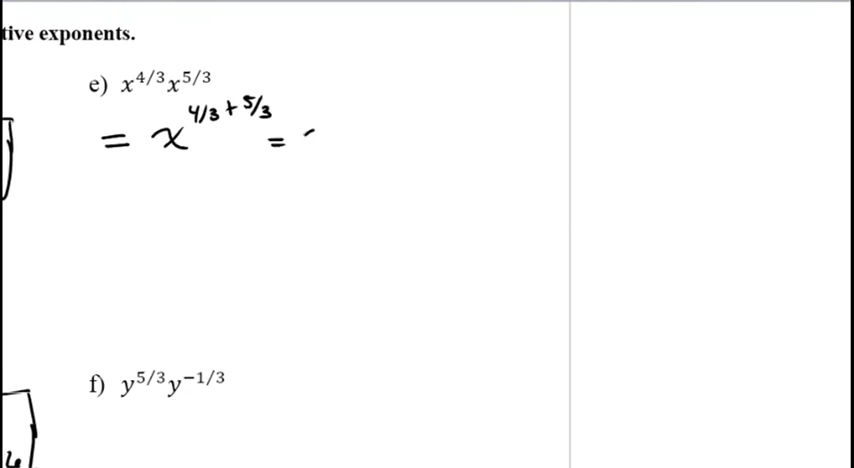 tive exponents.
e) x^{4/3}x^{5/3}
= x^{4/3 + 5/3} =
f) y^{5/3}y^{-1/3}